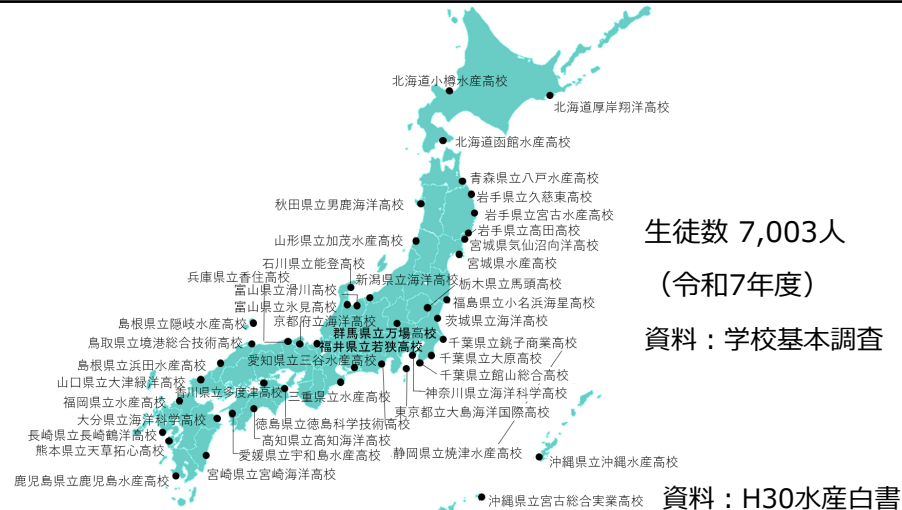 北海道小樽水産高校
北海道厚岸翔洋高校
北海道函館水産高校
青森県立八戸水産高校
岩手県立久慈東高校
秋田県立男鹿海洋高校
岩手県立宮古水産高校
岩手県立高田高校
生徒数 7,003人
山形県立加茂水産高校
宮城県気仙沼向洋高校
石川県立能登高校
宮城県水産高校
兵庫県立香住高校
新潟県立海洋高校
栃木県立馬頭高校
（令和7年度）
富山県立滑川高校
福島県立小名浜海星高校
富山県立氷見高校
島根県立隠岐水産高校
京都府立海洋高校
茨城県立海洋高校
群馬県立万場高校
千葉県立銚子商業高校
資料：学校基本調査
鳥取県立境港総合技術高校
福井県立若狭高校
島根県立浜田水産高校
愛知県立三谷水産高校
千葉県立大原高校
千葉県立館山総合高校
山口県立大津緑洋高校
香川県立多度津高校
三重県立水産高校
神奈川県立海洋科学高校
福岡県立水産高校
東京都立大島海洋国際高校
大分県立海洋科学高校
徳島県立徳島科学技術高校
長崎県立長崎鶴洋高校
高知県立高知海洋高校
熊本県立天草拓心高校
愛媛県立宇和島水産高校
静岡県立焼津水産高校
沖縄県立沖縄水産高校
鹿児島県立鹿児島水産高校
宮崎県立宮崎海洋高校
沖縄県立宮古総合実業高校
資料：H30水産白書